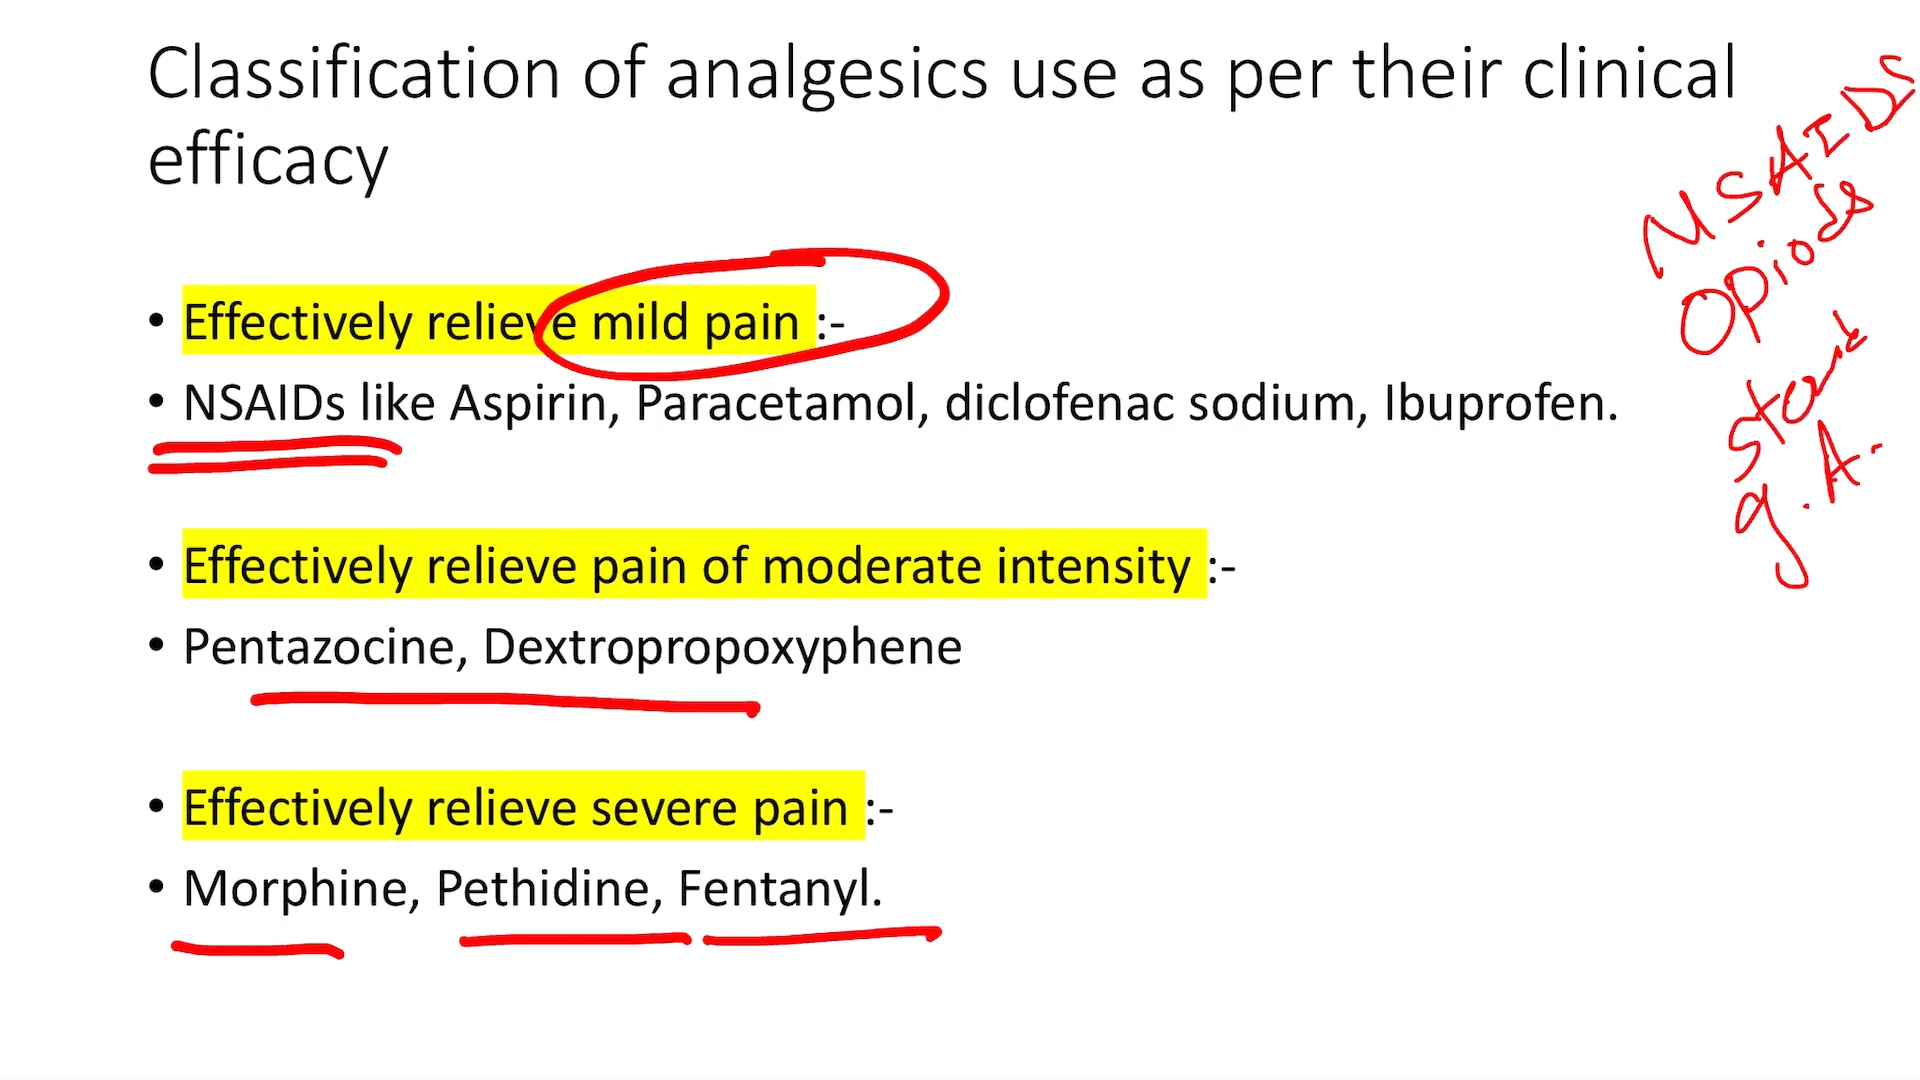 Classification of analgesics use as per their clinical
efficacy
• Effectively relieve mild pain :-
• NSAIDs like Aspirin, Paracetamol, diclofenac sodium, Ibuprofen.
• Effectively relieve pain of moderate intensity :-
• Pentazocine, Dextropropoxyphene
• Effectively relieve severe pain :-
• Morphine, Pethidine, Fentanyl.
NSAIDS
OPiods
g.A.